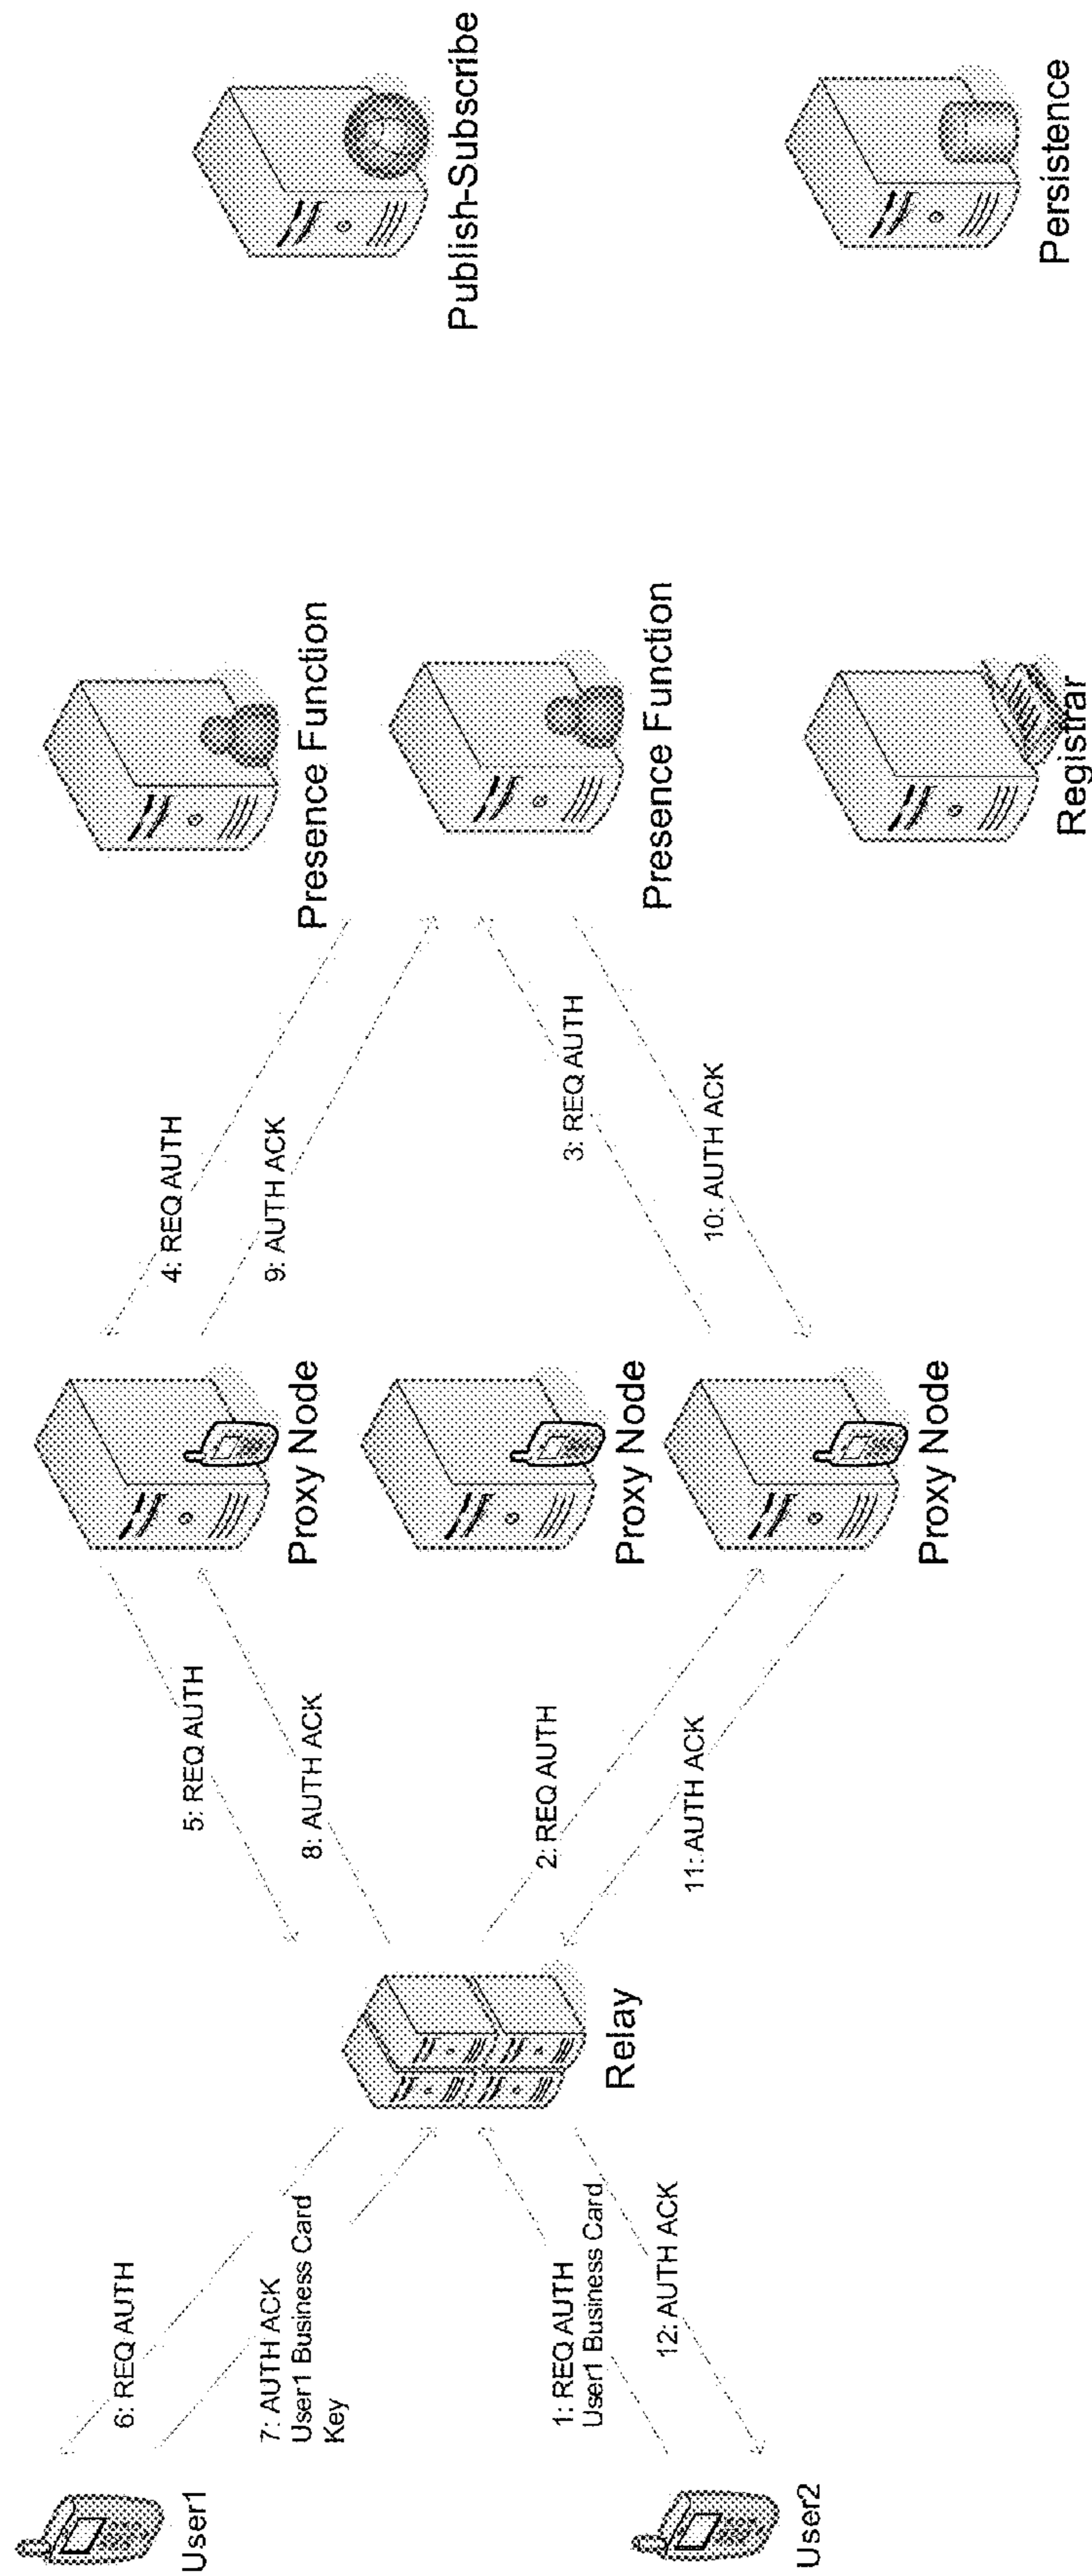 User1
User2
6: REQ AUTH
7: AUTH ACK
User1 Business Card
Key
1: REQ AUTH
User1 Business Card
12: AUTH ACK
Relay
5: REQ AUTH
8: AUTH ACK
2: REQ AUTH
11: AUTH ACK
Proxy Node
Proxy Node
Proxy Node
4: REQ AUTH
9: AUTH ACK
3: REQ AUTH
10: AUTH ACK
Presence Function
Presence Function
Registrar
Publish-Subscribe
Persistence